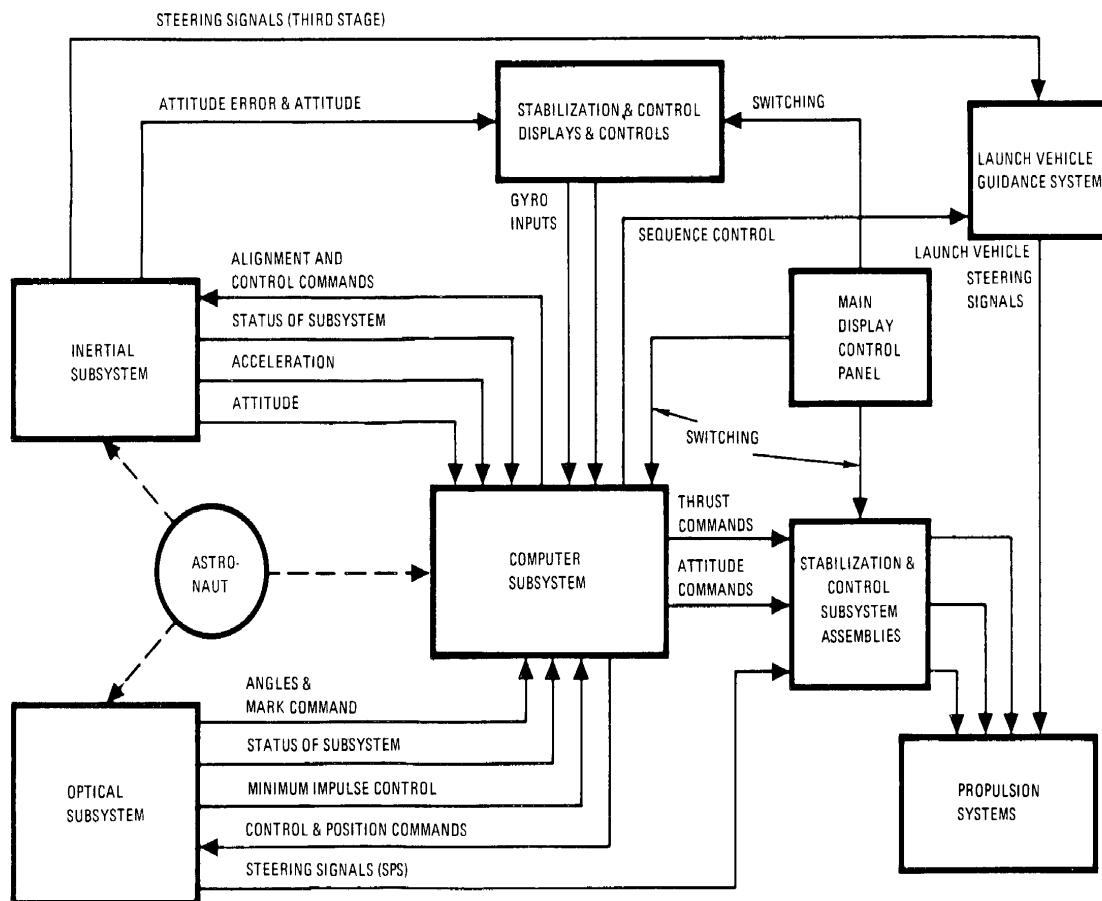 STEERING SIGNALS (THIRD STAGE)
ATTITUDE ERROR & ATTITUDE
STABILIZATION & CONTROL
DISPLAYS & CONTROLS
SWITCHING
LAUNCH VEHICLE
GUIDANCE SYSTEM
GYRO
INPUTS
SEQUENCE CONTROL
LAUNCH VEHICLE
STEERING
SIGNALS
ALIGNMENT AND
CONTROL COMMANDS
STATUS OF SUBSYSTEM
ACCELERATION
ATTITUDE
INERTIAL
SUBSYSTEM
MAIN
DISPLAY
CONTROL
PANEL
SWITCHING
ASTRO-
NAUT
COMPUTER
SUBSYSTEM
THRUST
COMMANDS
ATTITUDE
COMMANDS
STABILIZATION &
CONTROL
SUBSYSTEM
ASSEMBLIES
OPTICAL
SUBSYSTEM
ANGLES &
MARK COMMAND
STATUS OF SUBSYSTEM
MINIMUM IMPULSE CONTROL
CONTROL & POSITION COMMANDS
STEERING SIGNALS (SPS)
PROPULSION
SYSTEMS